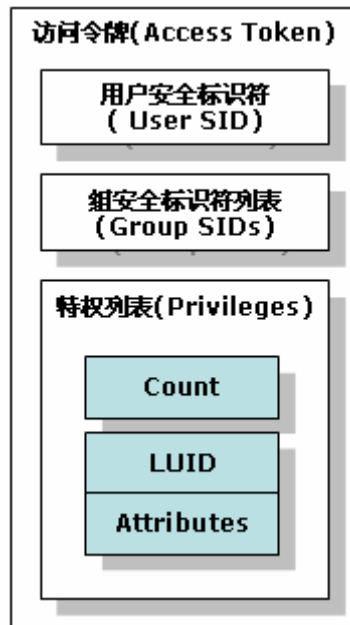 访问令牌(Access Token)
用户安全标识符
( User SID)
组安全标识符列表
(Group SIDs)
特权列表(Privileges)
Count
LUID
Attributes